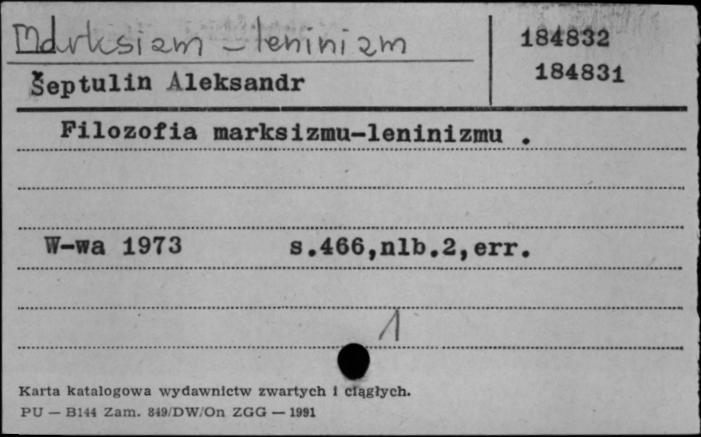 Marksizm - leninizm
184832
Šeptulin Aleksandr
184831
Filozofia marksizmu-leninizmu .
W-wa 1973 s.466,nlb.2,err.
1
Karta katalogowa wydawnictw zwartych i ciągłych.
PU — B144 Zam. 849/DW/On ZGG — 1991